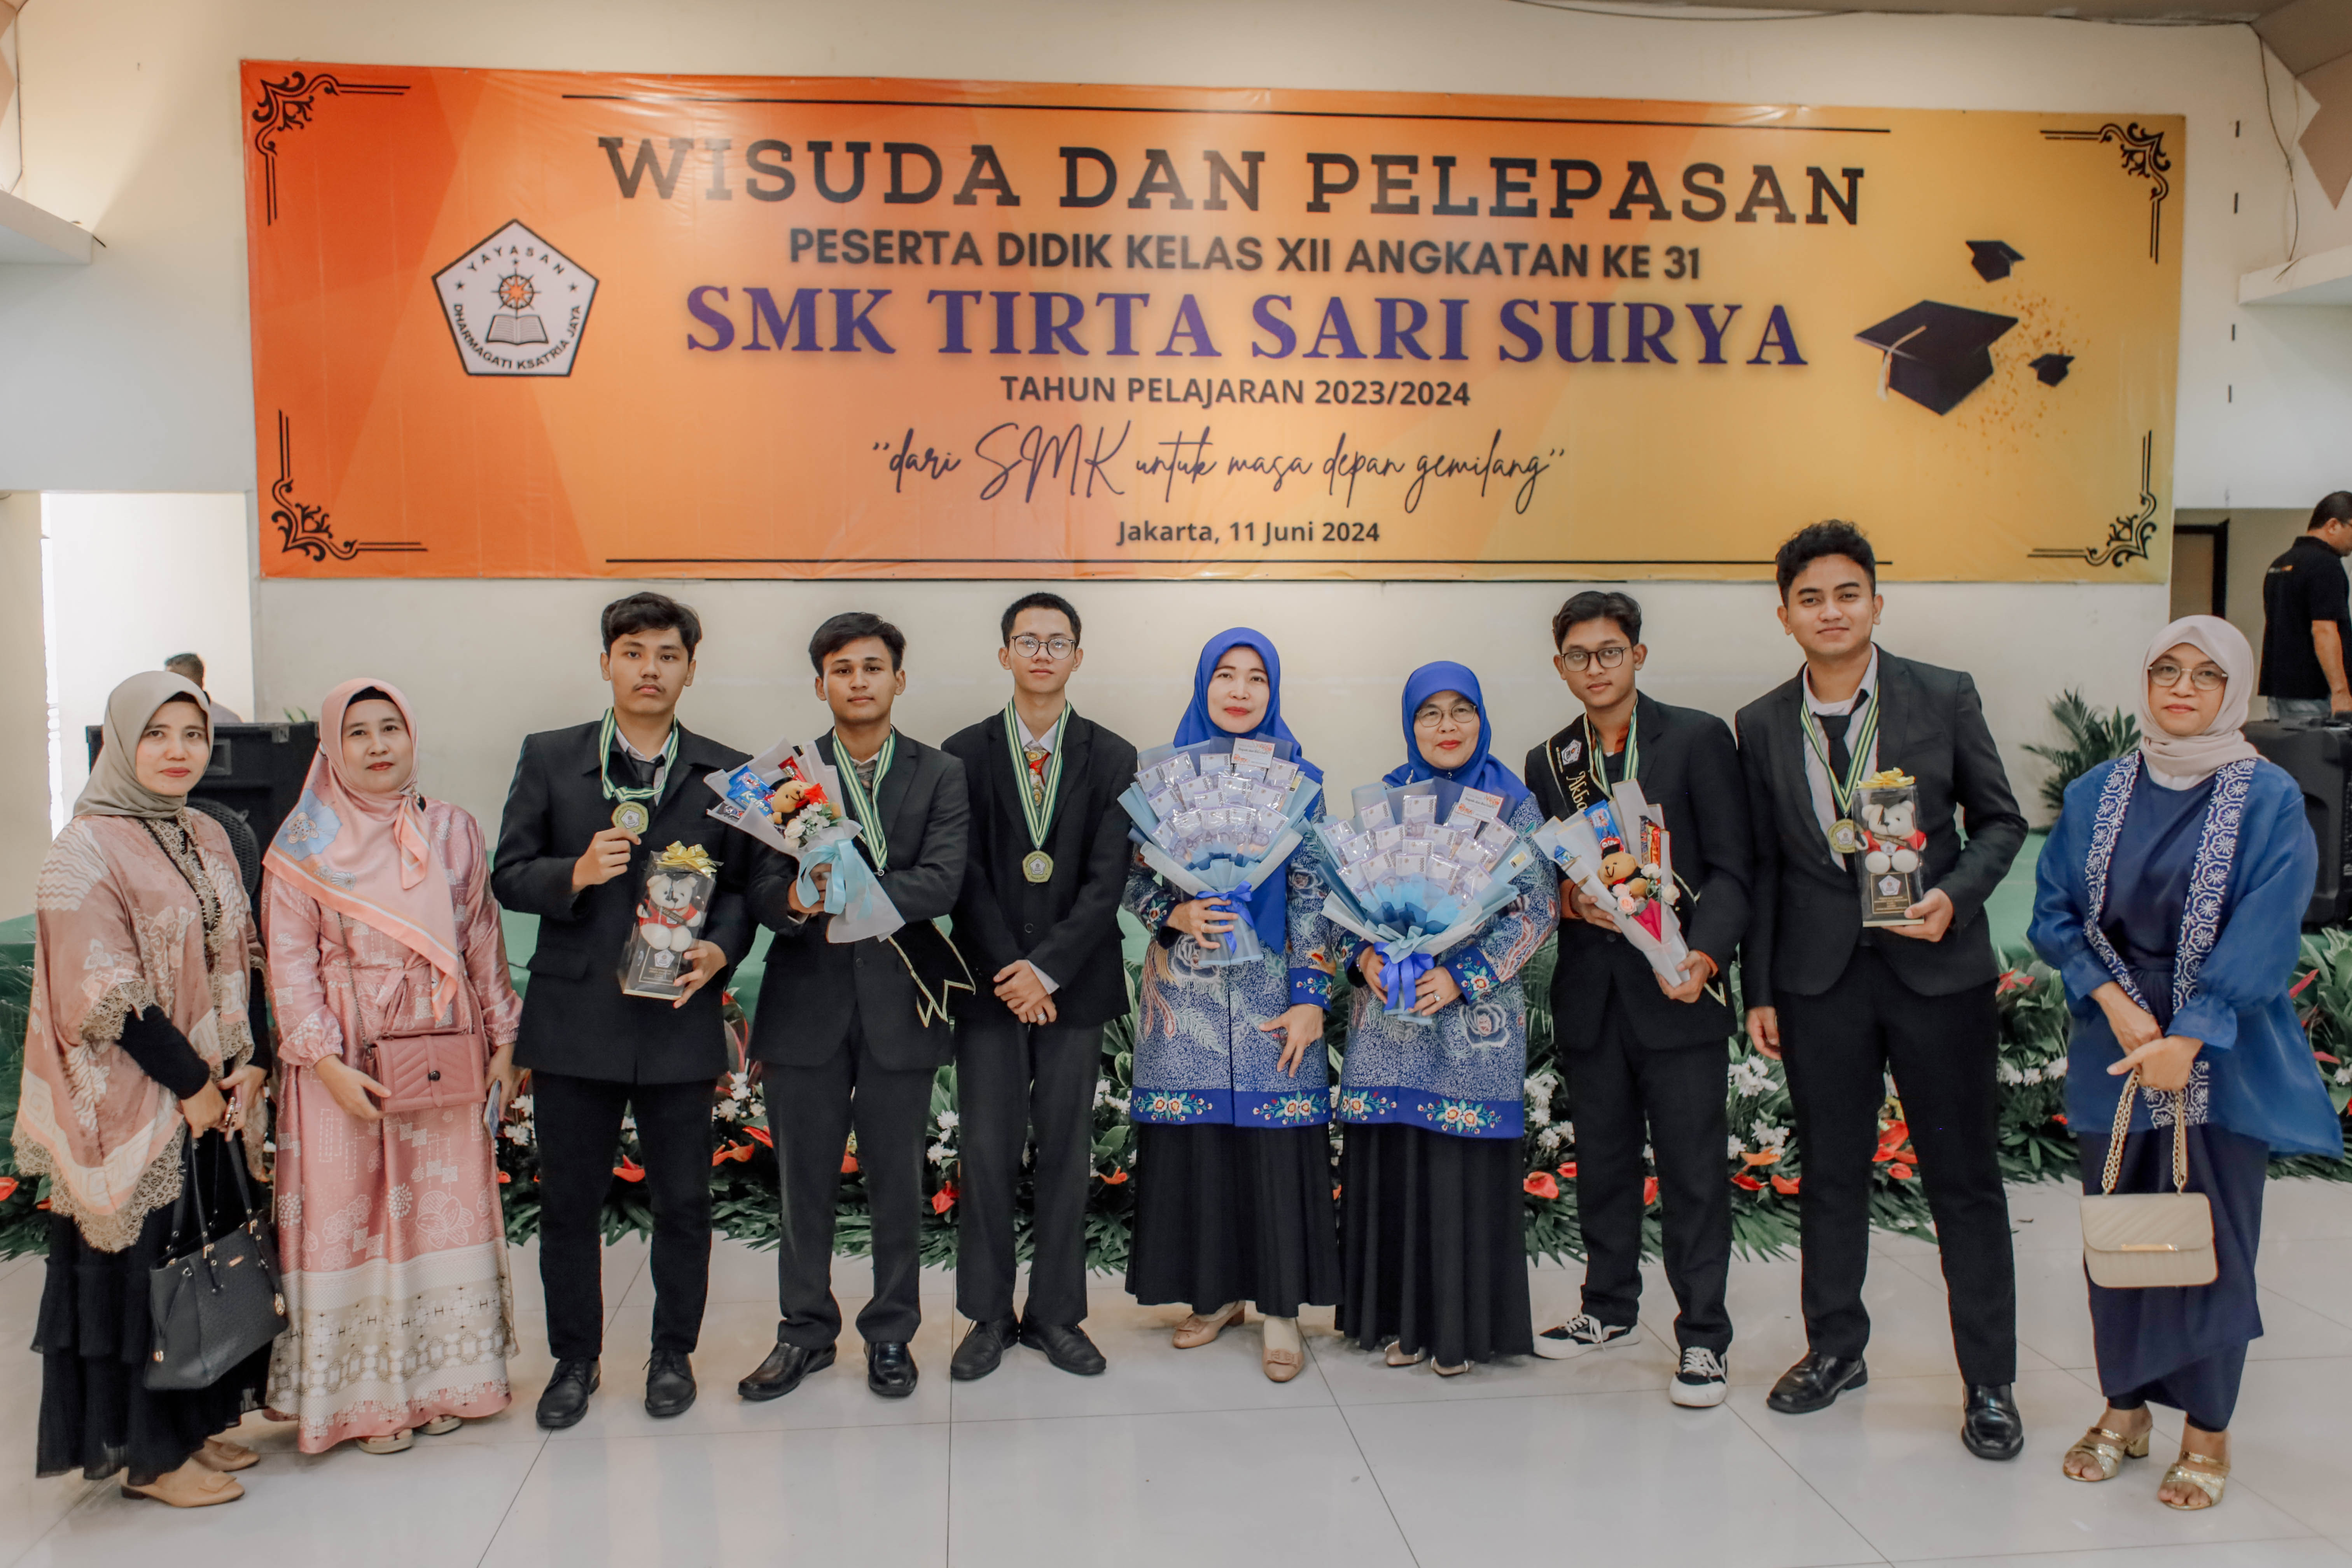 WISUDA DAN PELEPASAN
PESERTA DIDIK KELAS XII ANGKATAN KE 31
SMK TIRTA SARI SURYA
TAHUN PELAJARAN 2023/2024
"dari SMK untuk masa depan gemilang"
Jakarta, 11 Juni 2024
YAYASAN
DHARMAGATI KSATRIA JAYA